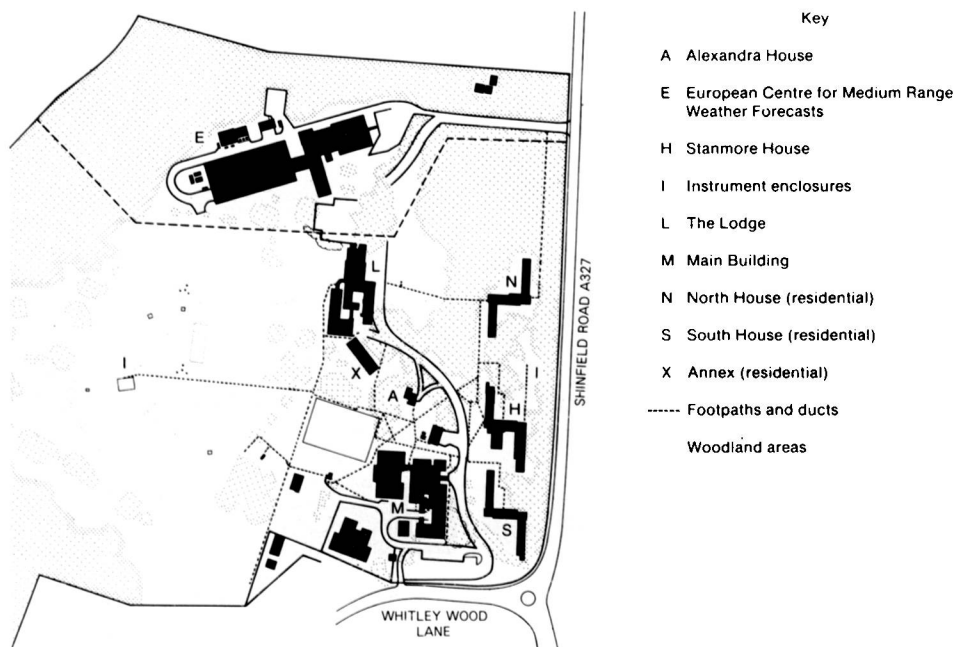 E
L
N
I
X
A
H
I
M
S
SHINFIELD ROAD A327
WHITLEY WOOD
LANE
Key
A Alexandra House
E European Centre for Medium Range
Weather Forecasts
H Stanmore House
I Instrument enclosures
L The Lodge
M Main Building
N North House (residential)
S South House (residential)
X Annex (residential)
Footpaths and ducts
Woodland areas